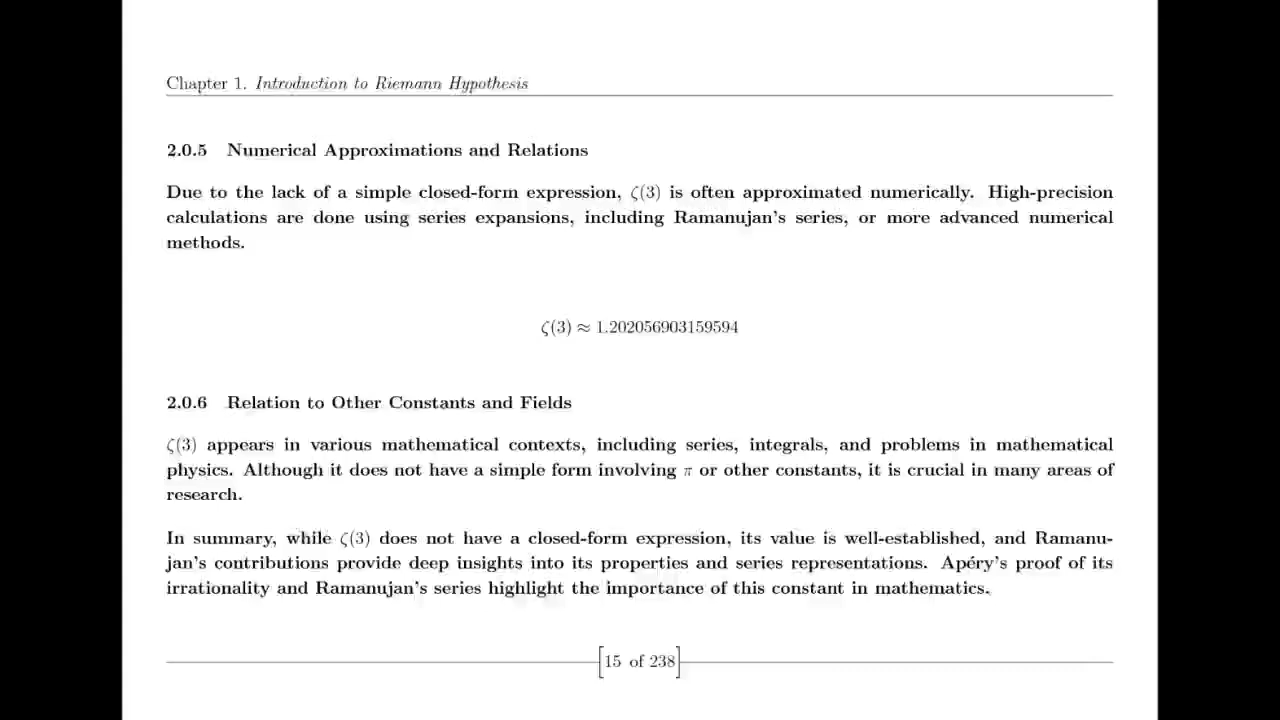 Chapter 1. Introduction to Riemann Hypothesis
2.0.5 Numerical Approximations and Relations
Due to the lack of a simple closed-form expression, ζ(3) is often approximated numerically. High-precision
calculations are done using series expansions, including Ramanujan's series, or more advanced numerical
methods.
ζ(3) ≈ 1.202056903159594
2.0.6 Relation to Other Constants and Fields
ζ(3) appears in various mathematical contexts, including series, integrals, and problems in mathematical
physics. Although it does not have a simple form involving π or other constants, it is crucial in many areas of
research.
In summary, while ζ(3) does not have a closed-form expression, its value is well-established, and Ramanu-
jan's contributions provide deep insights into its properties and series representations. Apéry's proof of its
irrationality and Ramanujan's series highlight the importance of this constant in mathematics.
[15 of 238]